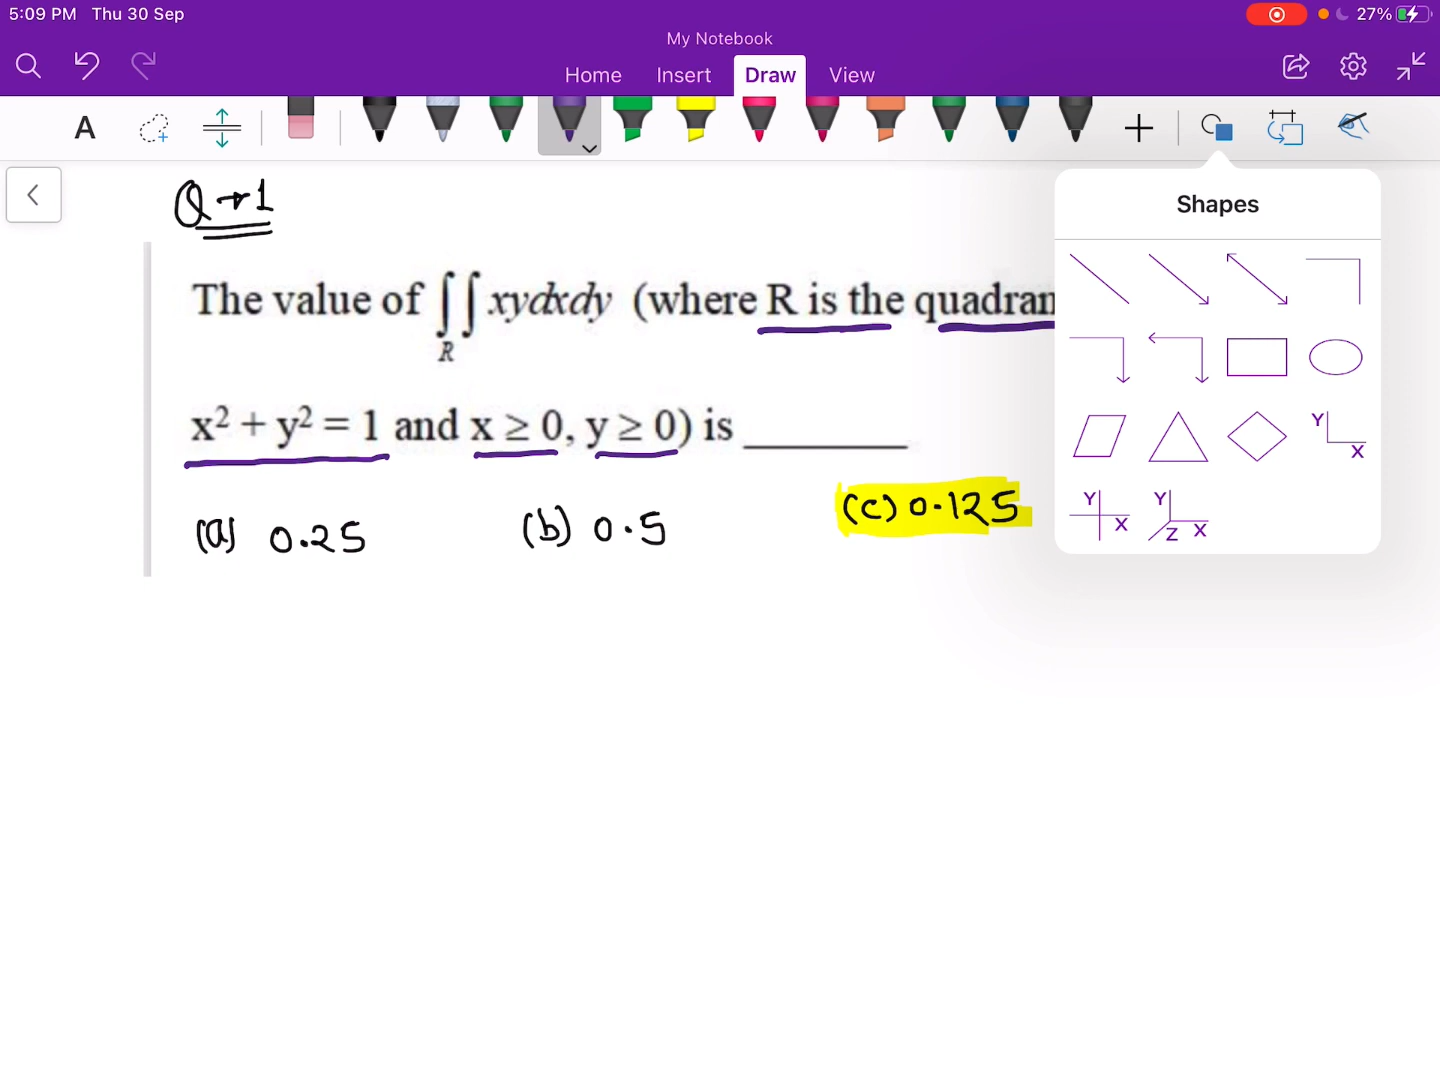 5:09 PM Thu 30 Sep
27%
My Notebook
Home Insert Draw View
A
Shapes
Q→1
The value of ∫∫ xydxdy (where R is the quadran
R
x² + y² = 1 and x ≥ 0, y ≥ 0) is ________
(a) 0.25 (b) 0.5 (c) 0.125
Y
X
Y
X
Y
Z X